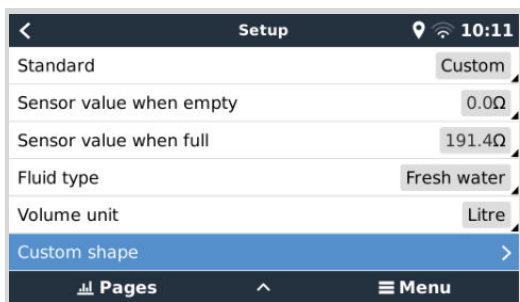 Setup 10:11
Standard Custom
Sensor value when empty 0.0Ω
Sensor value when full 191.4Ω
Fluid type Fresh water
Volume unit Litre
Custom shape
Pages Menu